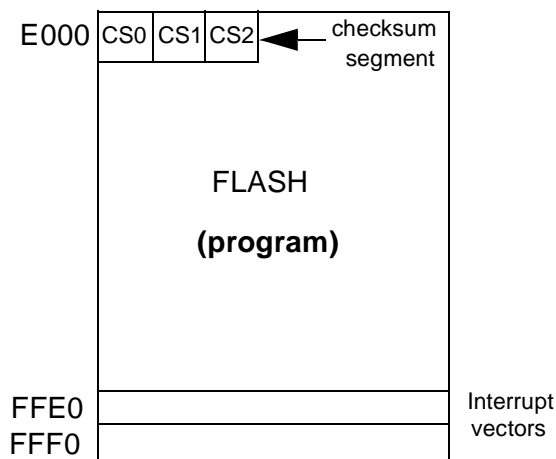 E000 CS0 CS1 CS2 checksum
segment
FLASH
(program)
FFE0 Interrupt
vectors
FFF0